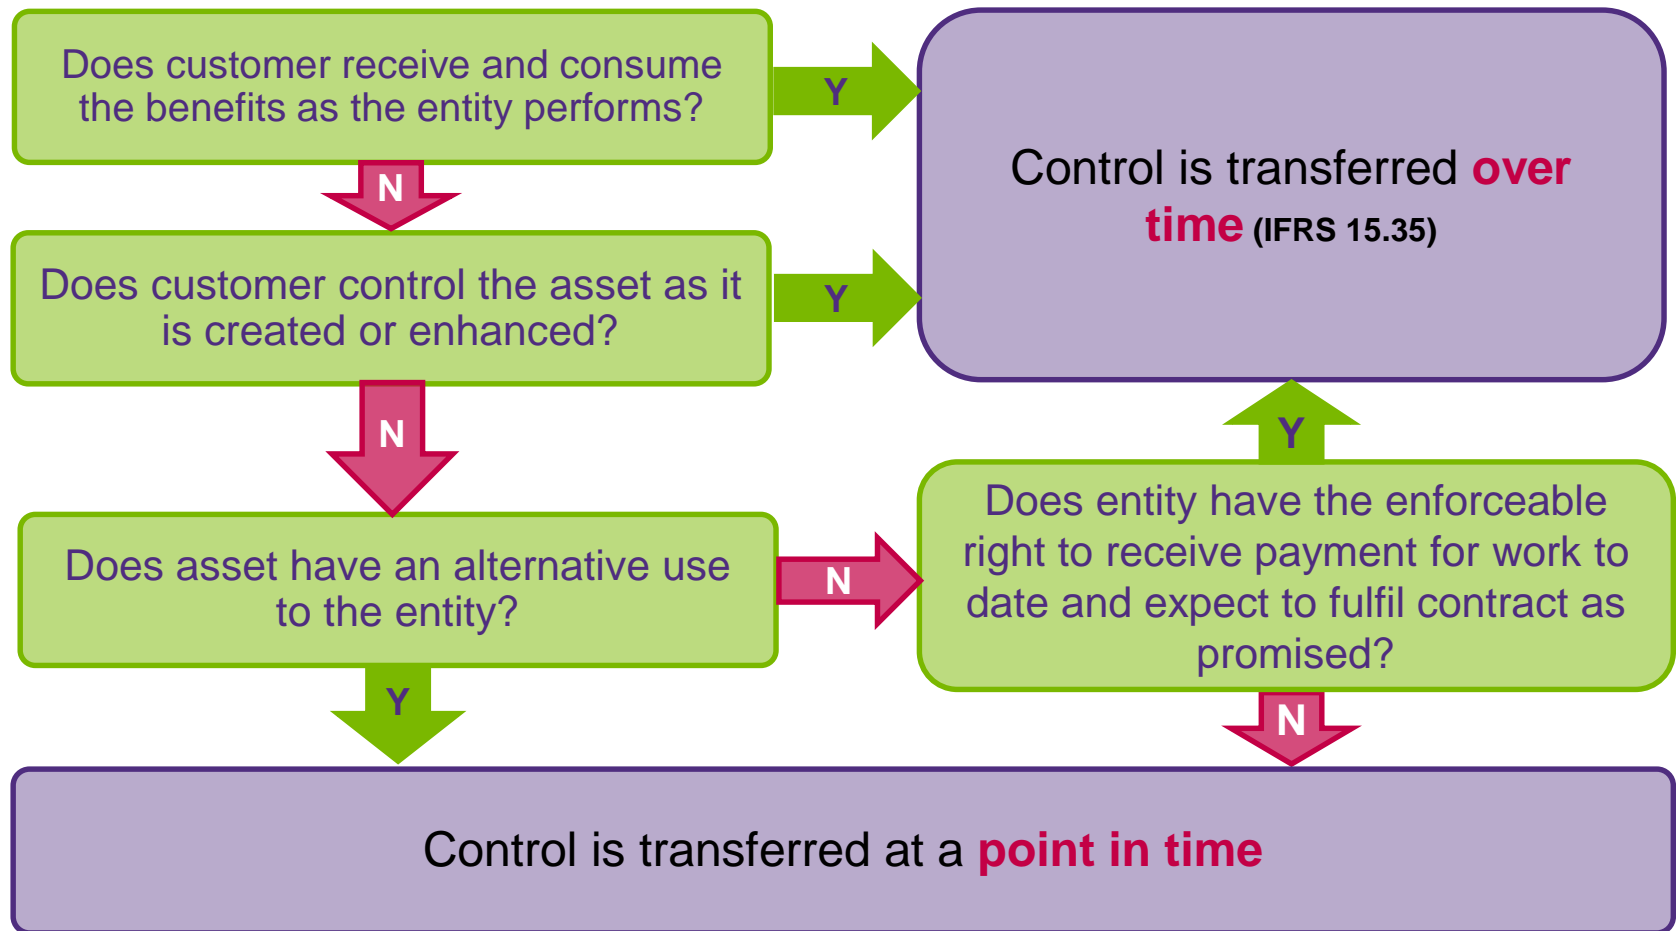 Does customer receive and consume
the benefits as the entity performs?
Y
Control is transferred over
time (IFRS 15.35)
N
Does customer control the asset as it
is created or enhanced?
Y
N
Y
Does asset have an alternative use
to the entity?
N
Does entity have the enforceable
right to receive payment for work to
date and expect to fulfil contract as
promised?
Y
N
Control is transferred at a point in time